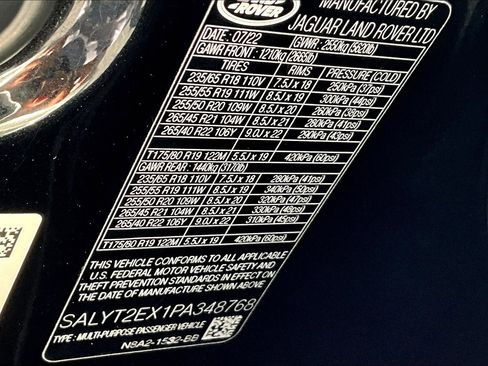 ROVER
MANUFACTURED BY
JAGUAR LAND ROVER LTD
DATE: 07/22 GVWR: 2550kg (5620lb)
GAWR FRONT: 1210kg (2665lb)
TIRES RIMS PRESSURE (COLD)
235/65 R18 110V 7.5J x 18 250kPa (37psi)
255/55 R19 111W 8.5J x 19 300kPa (44psi)
255/50 R20 109W 8.5J x 20 260kPa (38psi)
265/45 R21 104W 8.5J x 21 280kPa (41psi)
265/40 R22 106Y 9.0J x 22 290kPa (43psi)
T175/80 R19 122M 5.5J x 19 420kPa (60psi)
GAWR REAR: 1440kg (3170lb)
235/65 R18 110V 7.5J x 18 280kPa (41psi)
255/55 R19 111W 8.5J x 19 340kPa (50psi)
255/50 R20 109W 8.5J x 20 320kPa (47psi)
265/45 R21 104W 8.5J x 21 330kPa (48psi)
265/40 R22 106Y 9.0J x 22 310kPa (45psi)
T175/80 R19 122M 5.5J x 19 420kPa (60psi)
THIS VEHICLE CONFORMS TO ALL APPLICABLE
U.S. FEDERAL MOTOR VEHICLE SAFETY AND
THEFT PREVENTION STANDARDS IN EFFECT ON
THE DATE OF MANUFACTURE SHOWN ABOVE
SALYT2EX1PA348768
TYPE: MULTI-PURPOSE PASSENGER VEHICLE
N8A2-1532-BB